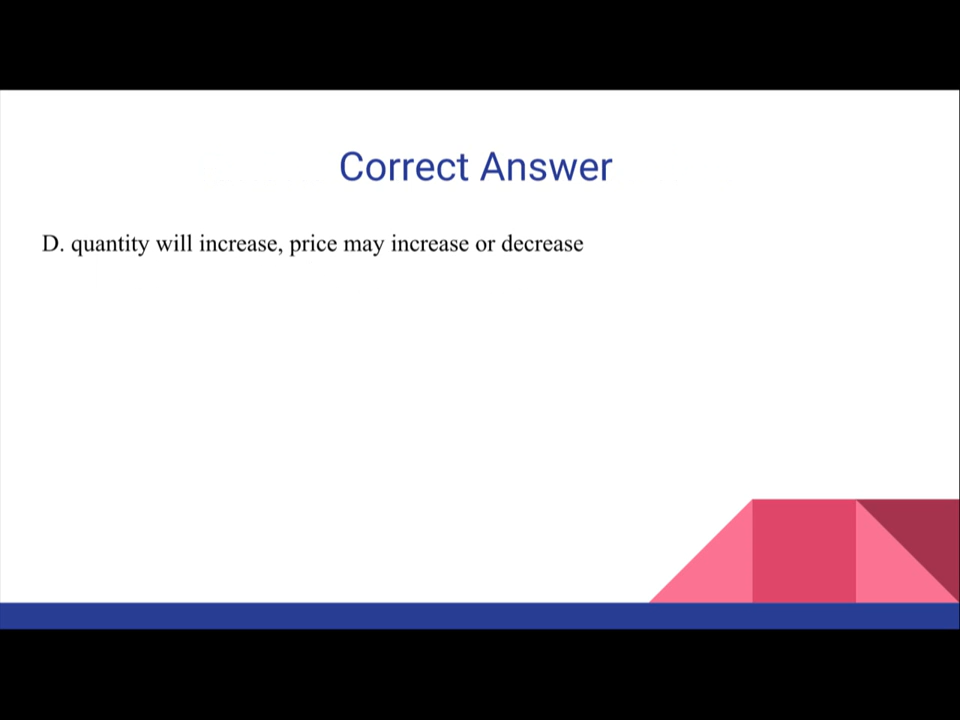 Correct Answer
D. quantity will increase, price may increase or decrease